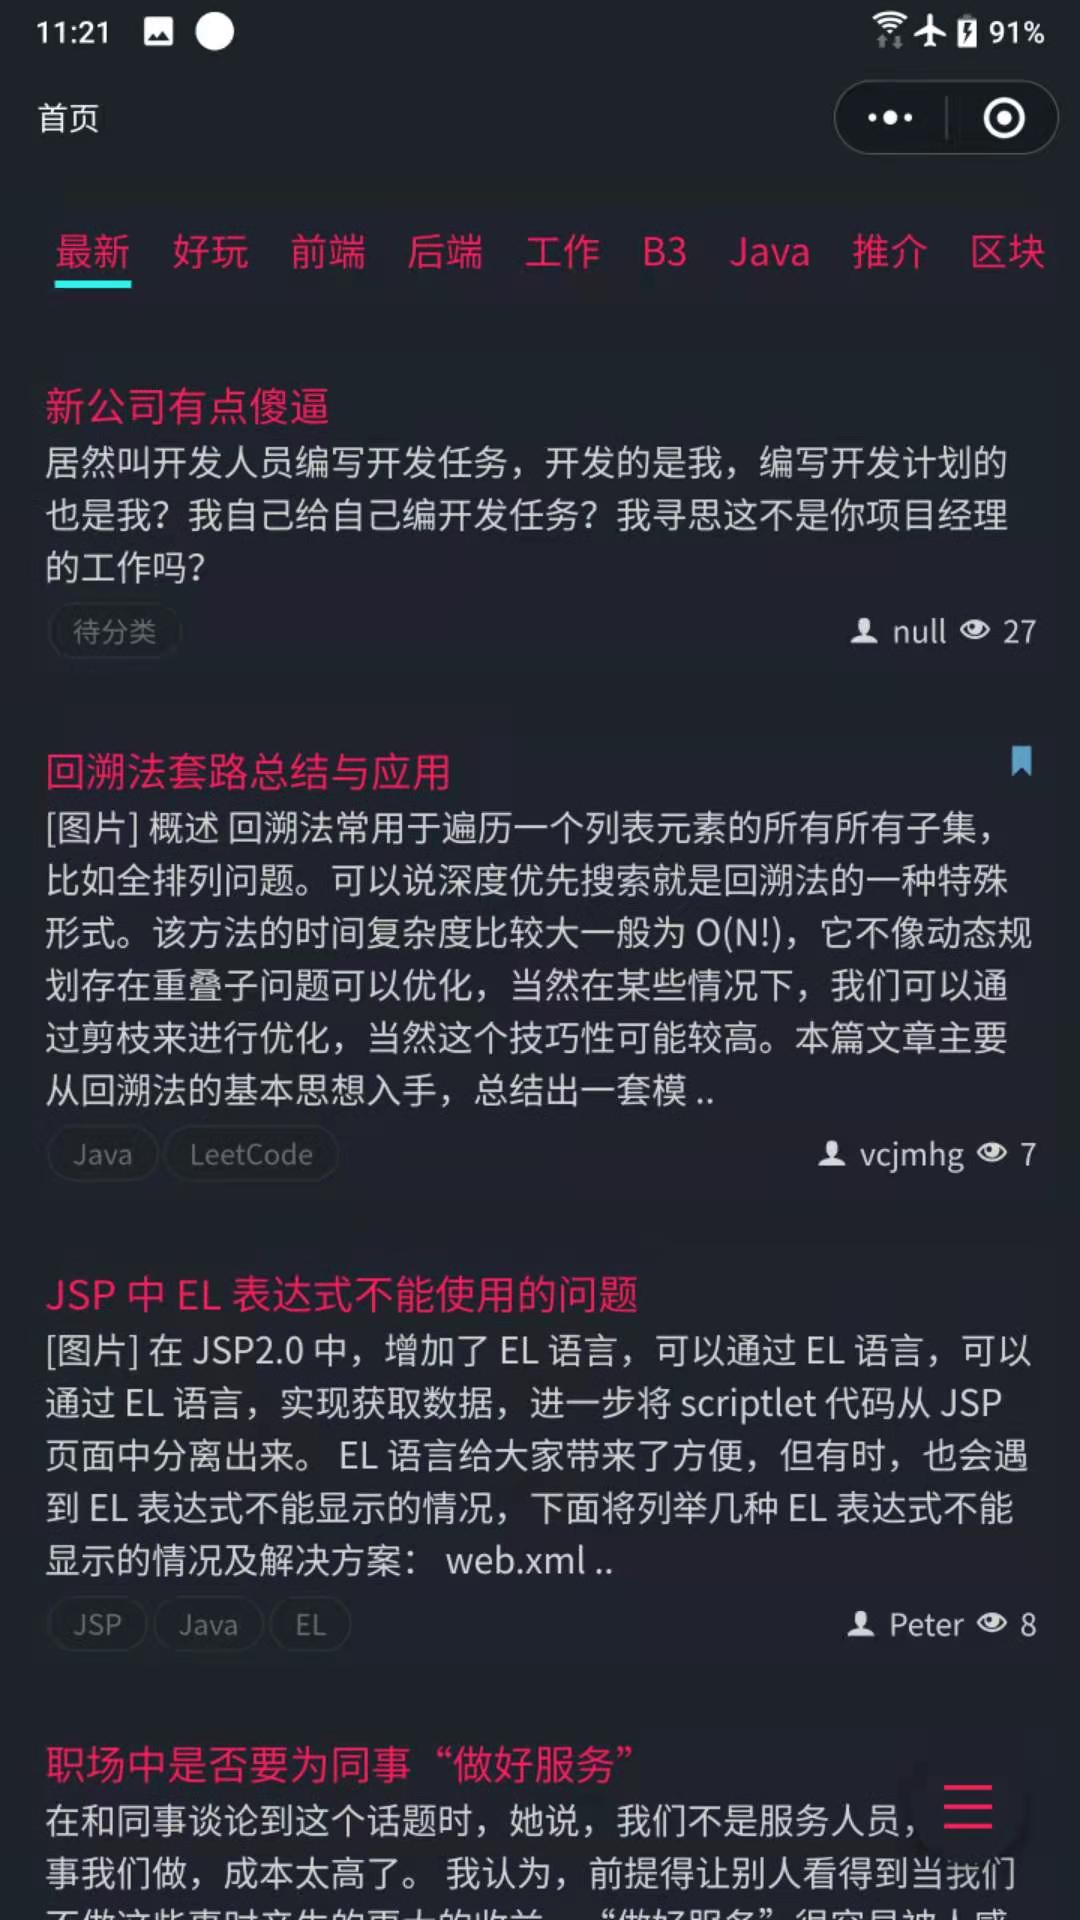 11:21
91%
首页
最新 好玩 前端 后端 工作 B3 Java 推介 区块
新公司有点傻逼
居然叫开发人员编写开发任务，开发的是我，编写开发计划的
也是我？我自己给自己编开发任务？我寻思这不是你项目经理
的工作吗？
待分类
null 27
回溯法套路总结与应用
[图片] 概述 回溯法常用于遍历一个列表元素的所有所有子集，
比如全排列问题。可以说深度优先搜索就是回溯法的一种特殊
形式。该方法的时间复杂度比较大一般为 O(N!)，它不像动态规
划存在重叠子问题可以优化，当然在某些情况下，我们可以通
过剪枝来进行优化，当然这个技巧性可能较高。本篇文章主要
从回溯法的基本思想入手，总结出一套模 ..
Java LeetCode
vcjmhg 7
JSP 中 EL 表达式不能使用的问题
[图片] 在 JSP2.0 中，增加了 EL 语言，可以通过 EL 语言，可以
通过 EL 语言，实现获取数据，进一步将 scriptlet 代码从 JSP
页面中分离出来。 EL 语言给大家带来了方便，但有时，也会遇
到 EL 表达式不能显示的情况，下面将列举几种 EL 表达式不能
显示的情况及解决方案： web.xml ..
JSP Java EL
Peter 8
职场中是否要为同事“做好服务”
在和同事谈论到这个话题时，她说，我们不是服务人员，
事我们做，成本太高了。 我认为，前提得让别人看得到当我们